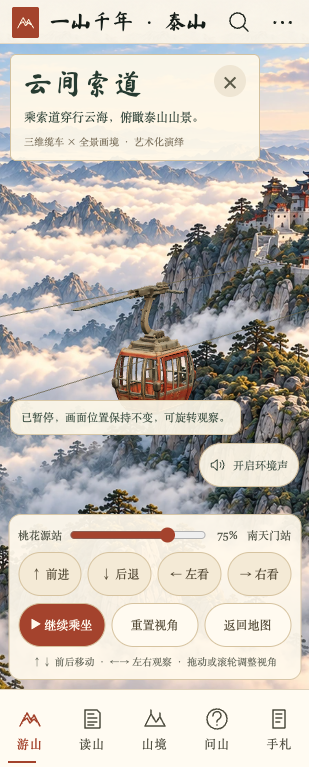 一山千年 · 泰山
云间索道
乘索道穿行云海，俯瞰泰山山景。
三维缆车 × 全景画境 · 艺术化演绎
已暂停，画面位置保持不变，可旋转观察。
开启环境声
桃花源站 75% 南天门站
↑ 前进 ↓ 后退 ← 左看 → 右看
▶ 继续乘坐 重置视角 返回地图
↑↓ 前后移动 · ←→ 左右观察 · 拖动或滚轮调整视角
游山 读山 山境 问山 手札